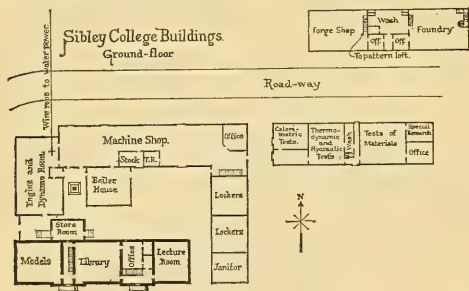 Sibley College Buildings.
Ground-floor
Wire rope to water power.
Forge Shop
Wash
Foundry
Off.
Off.
To pattern loft.
Road-way
Machine Shop.
Office
Stock
T.R.
Engine and
Dynamo Room.
Boiler
House
Lockers
Lockers
Janitor
Store
Room
Models
Library
Office
Lecture
Room
Calori-
metric
Tests.
Thermo-
dynamic
and
Hydraulic
Tests
Wash
Tests of
Materials
Special
Research
Office
N